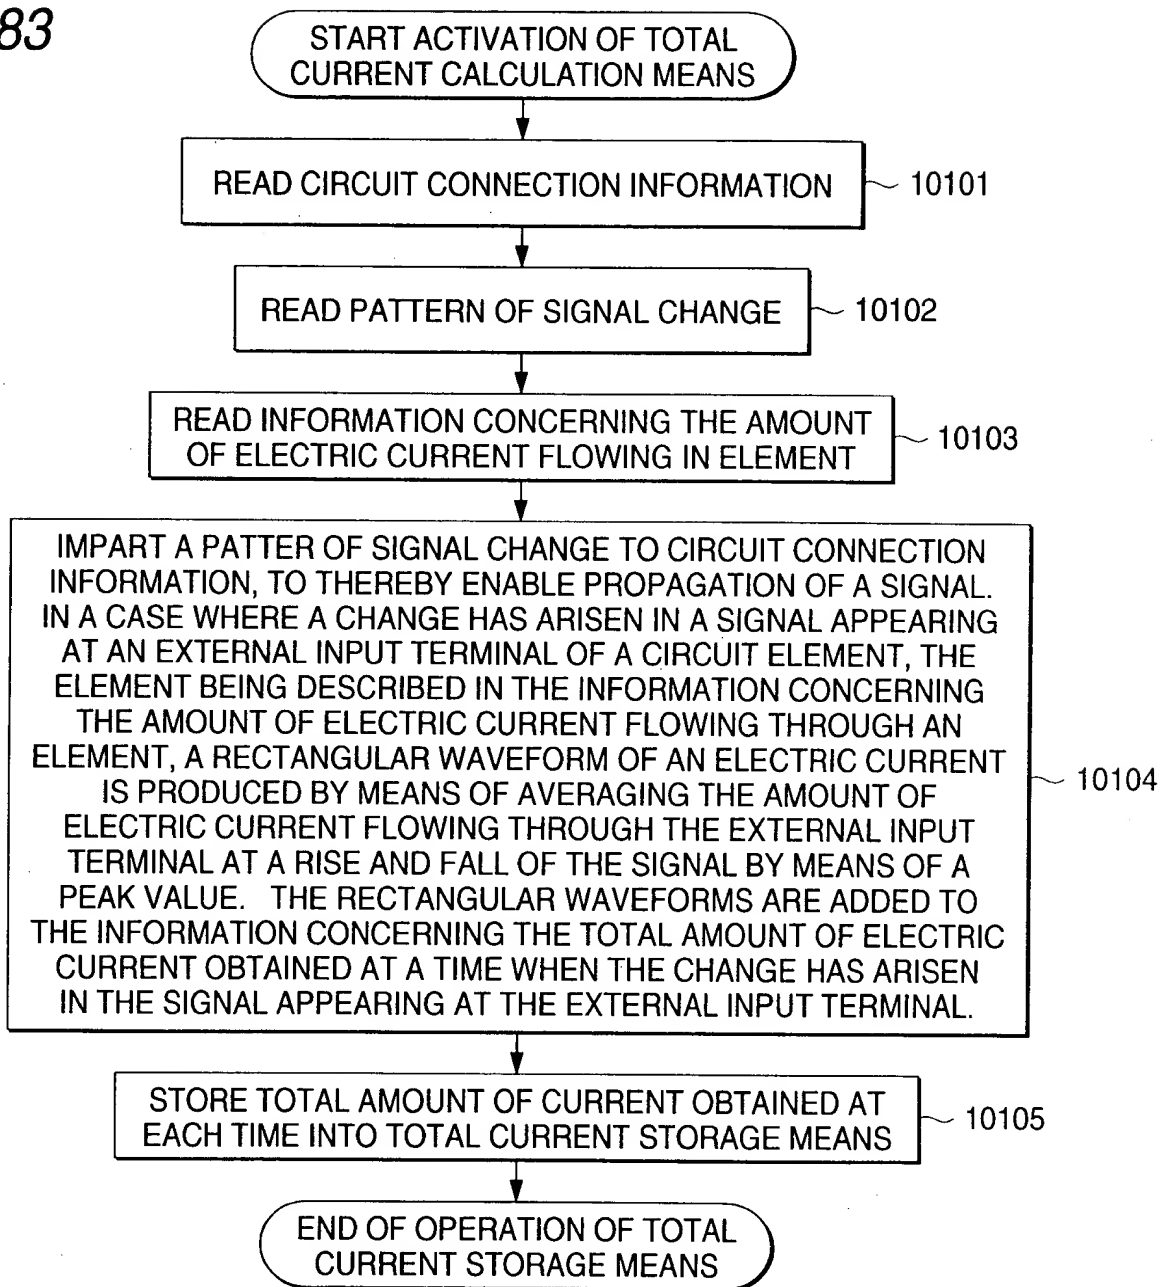 83
START ACTIVATION OF TOTAL
CURRENT CALCULATION MEANS
READ CIRCUIT CONNECTION INFORMATION
10101
READ PATTERN OF SIGNAL CHANGE
10102
READ INFORMATION CONCERNING THE AMOUNT
OF ELECTRIC CURRENT FLOWING IN ELEMENT
10103
IMPART A PATTER OF SIGNAL CHANGE TO CIRCUIT CONNECTION
INFORMATION, TO THEREBY ENABLE PROPAGATION OF A SIGNAL.
IN A CASE WHERE A CHANGE HAS ARISEN IN A SIGNAL APPEARING
AT AN EXTERNAL INPUT TERMINAL OF A CIRCUIT ELEMENT, THE
ELEMENT BEING DESCRIBED IN THE INFORMATION CONCERNING
THE AMOUNT OF ELECTRIC CURRENT FLOWING THROUGH AN
ELEMENT, A RECTANGULAR WAVEFORM OF AN ELECTRIC CURRENT
IS PRODUCED BY MEANS OF AVERAGING THE AMOUNT OF
ELECTRIC CURRENT FLOWING THROUGH THE EXTERNAL INPUT
TERMINAL AT A RISE AND FALL OF THE SIGNAL BY MEANS OF A
PEAK VALUE. THE RECTANGULAR WAVEFORMS ARE ADDED TO
THE INFORMATION CONCERNING THE TOTAL AMOUNT OF ELECTRIC
CURRENT OBTAINED AT A TIME WHEN THE CHANGE HAS ARISEN
IN THE SIGNAL APPEARING AT THE EXTERNAL INPUT TERMINAL.
10104
STORE TOTAL AMOUNT OF CURRENT OBTAINED AT
EACH TIME INTO TOTAL CURRENT STORAGE MEANS
10105
END OF OPERATION OF TOTAL
CURRENT STORAGE MEANS